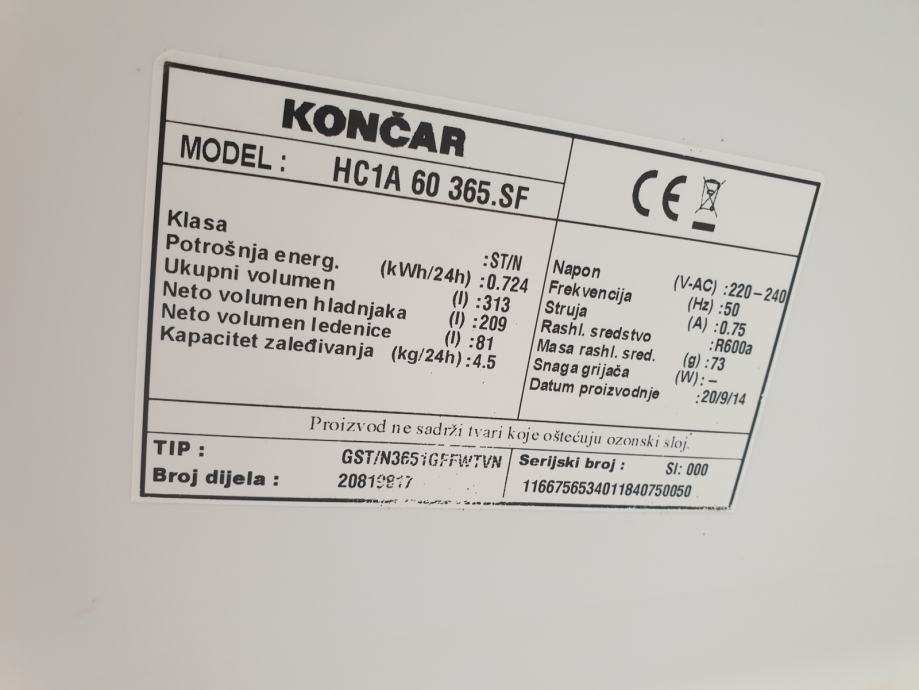 KONČAR
MODEL : HC1A 60 365.SF
CE
Klasa :ST/N
Potrošnja energ. (kWh/24h) :0.724
Ukupni volumen (l) :313
Neto volumen hladnjaka (l) :209
Neto volumen ledenice (l) :81
Kapacitet zaleđivanja (kg/24h) :4.5
Napon (V-AC) :220–240
Frekvencija (Hz) :50
Struja (A) :0.75
Rashl. sredstvo :R600a
Masa rashl. sred. (g) :73
Snaga grijača (W) :–
Datum proizvodnje :20/9/14
Proizvod ne sadrži tvari koje oštećuju ozonski sloj.
TIP :
Broj dijela :
Serijski broj : SI: 000
1166756534011840750050